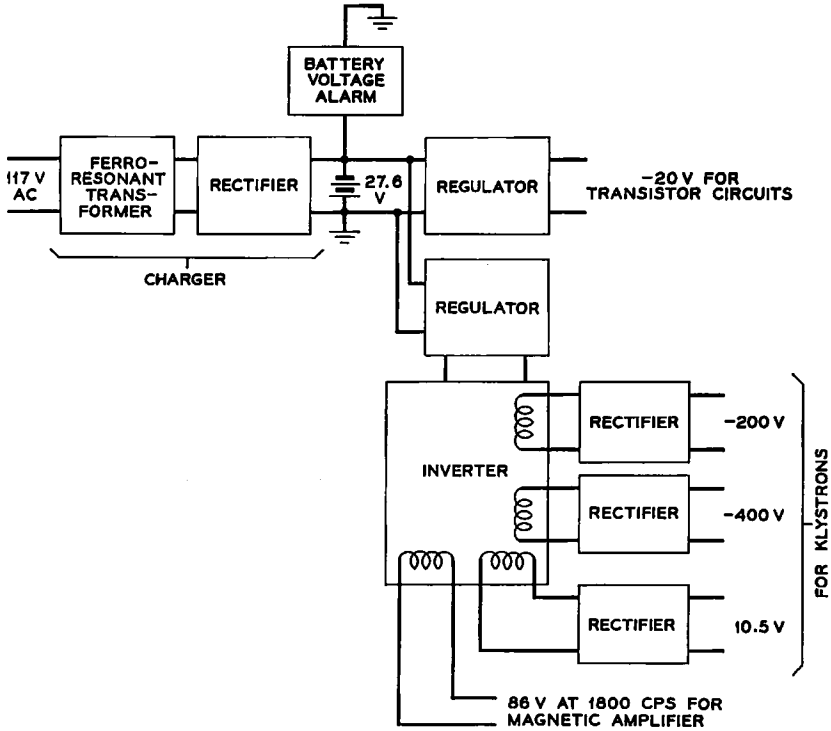 BATTERY
VOLTAGE
ALARM
117 V
AC
FERRO-
RESONANT
TRANS-
FORMER
RECTIFIER
27.6
V
REGULATOR
-20 V FOR
TRANSISTOR CIRCUITS
CHARGER
REGULATOR
INVERTER
RECTIFIER
-200 V
RECTIFIER
-400 V
RECTIFIER
10.5 V
FOR KLYSTRONS
86 V AT 1800 CPS FOR
MAGNETIC AMPLIFIER